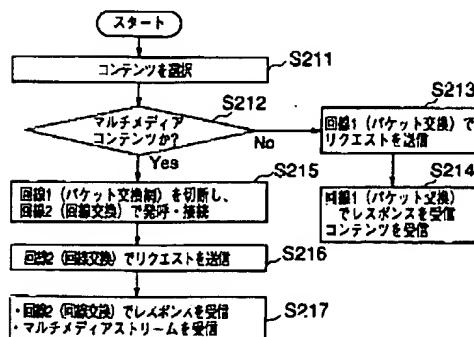 スタート
S211
コンテンツを選択
S212
マルチメディア
コンテンツか?
No
Yes
S213
回線1(パケット交換)で
リクエストを送信
S214
回線1(パケット交換)
でレスポンスを受信
コンテンツを受信
S215
回線1(パケット交換網)を切断し、
回線2(回線交換)で発呼・接続
S216
回線2(回線交換)でリクエストを送信
S217
・回線2(回線交換)でレスポンスを受信
・マルチメディアストリームを受信